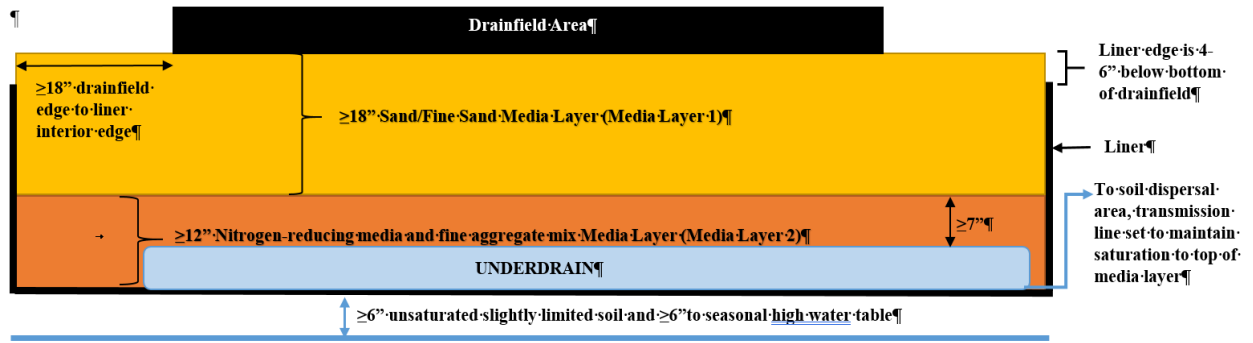 ¶
Drainfield·Area¶
Liner·edge·is·4-
6”·below·bottom·
of·drainfield¶
≥18”·drainfield·
edge·to·liner·
interior·edge¶
≥18”·Sand/Fine·Sand·Media·Layer·(Media·Layer·1)¶
Liner¶
To·soil·dispersal·
area,·transmission·
line·set·to·maintain·
saturation·to·top·of·
media·layer¶
≥7”¶
≥12”·Nitrogen-reducing·media·and·fine·aggregate·mix·Media·Layer·(Media·Layer·2)¶
UNDERDRAIN¶
≥6”·unsaturated·slightly·limited·soil·and·≥6”to·seasonal·high·water·table¶